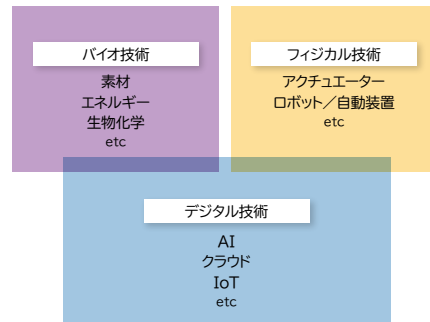 バイオ技術
素材
エネルギー
生物化学
etc
フィジカル技術
アクチュエーター
ロボット／自動装置
etc
デジタル技術
AI
クラウド
IoT
etc